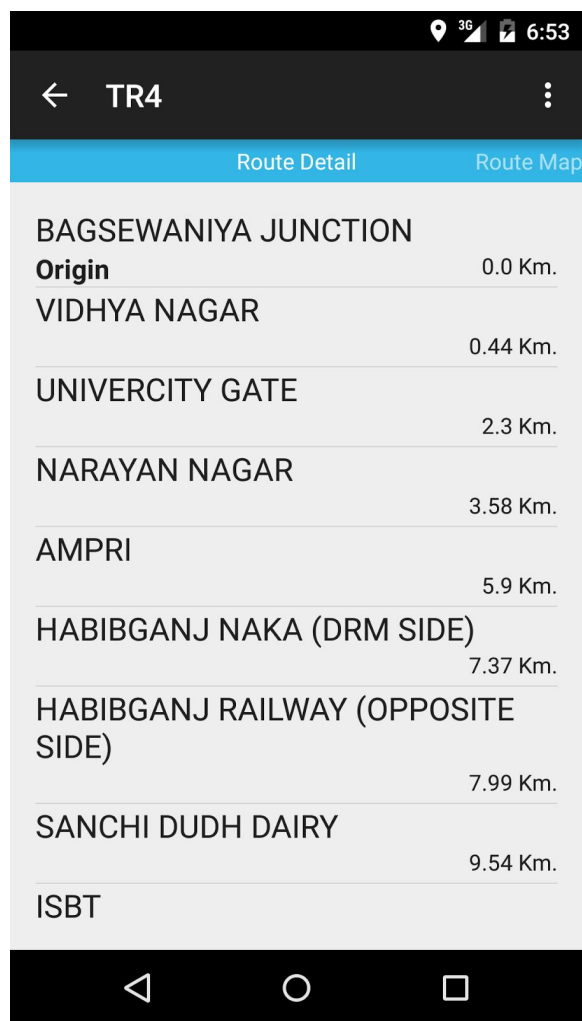 3G 6:53
TR4
Route Detail Route Map
BAGSEWANIYA JUNCTION
Origin 0.0 Km.
VIDHYA NAGAR
0.44 Km.
UNIVERCITY GATE
2.3 Km.
NARAYAN NAGAR
3.58 Km.
AMPRI
5.9 Km.
HABIBGANJ NAKA (DRM SIDE)
7.37 Km.
HABIBGANJ RAILWAY (OPPOSITE
SIDE)
7.99 Km.
SANCHI DUDH DAIRY
9.54 Km.
ISBT